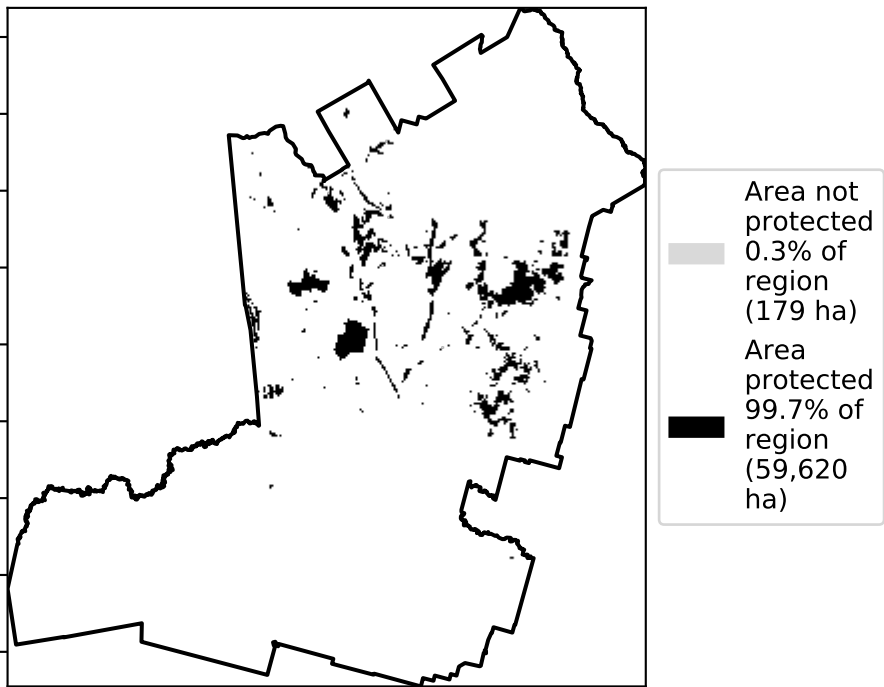 Area not
protected
0.3% of
region
(179 ha)
Area
protected
99.7% of
region
(59,620
ha)